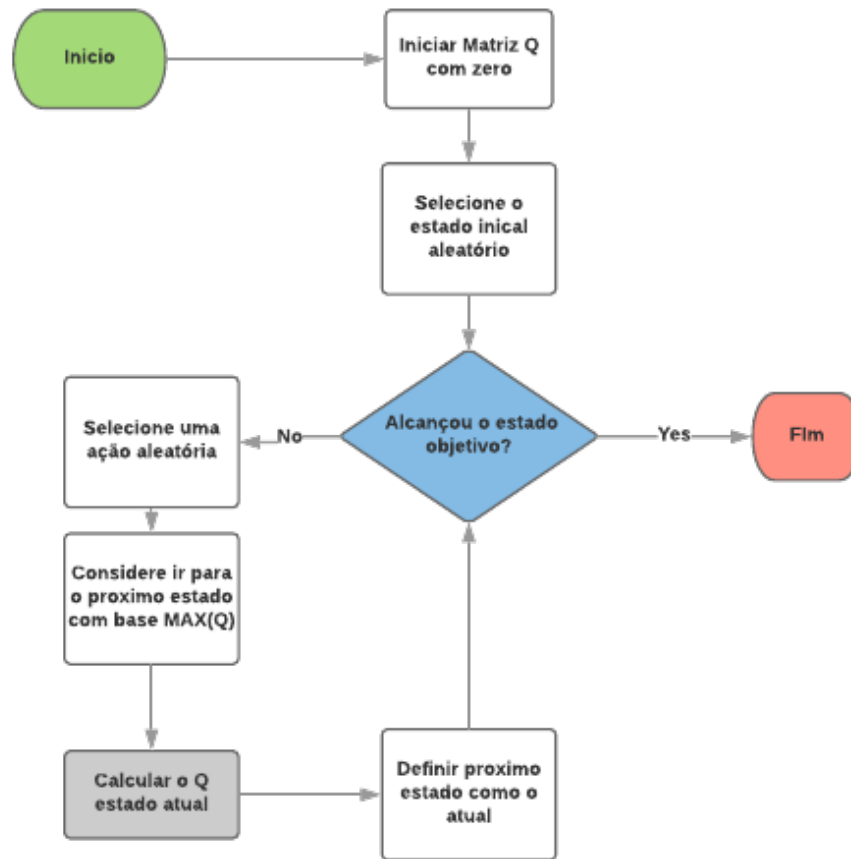 Inicio
Iniciar Matriz Q
com zero
Selecione o
estado inical
aleatório
Alcançou o estado
objetivo?
No
Yes
FIm
Selecione uma
ação aleatória
Considere ir para
o proximo estado
com base MAX(Q)
Calcular o Q
estado atual
Definir proximo
estado como o
atual